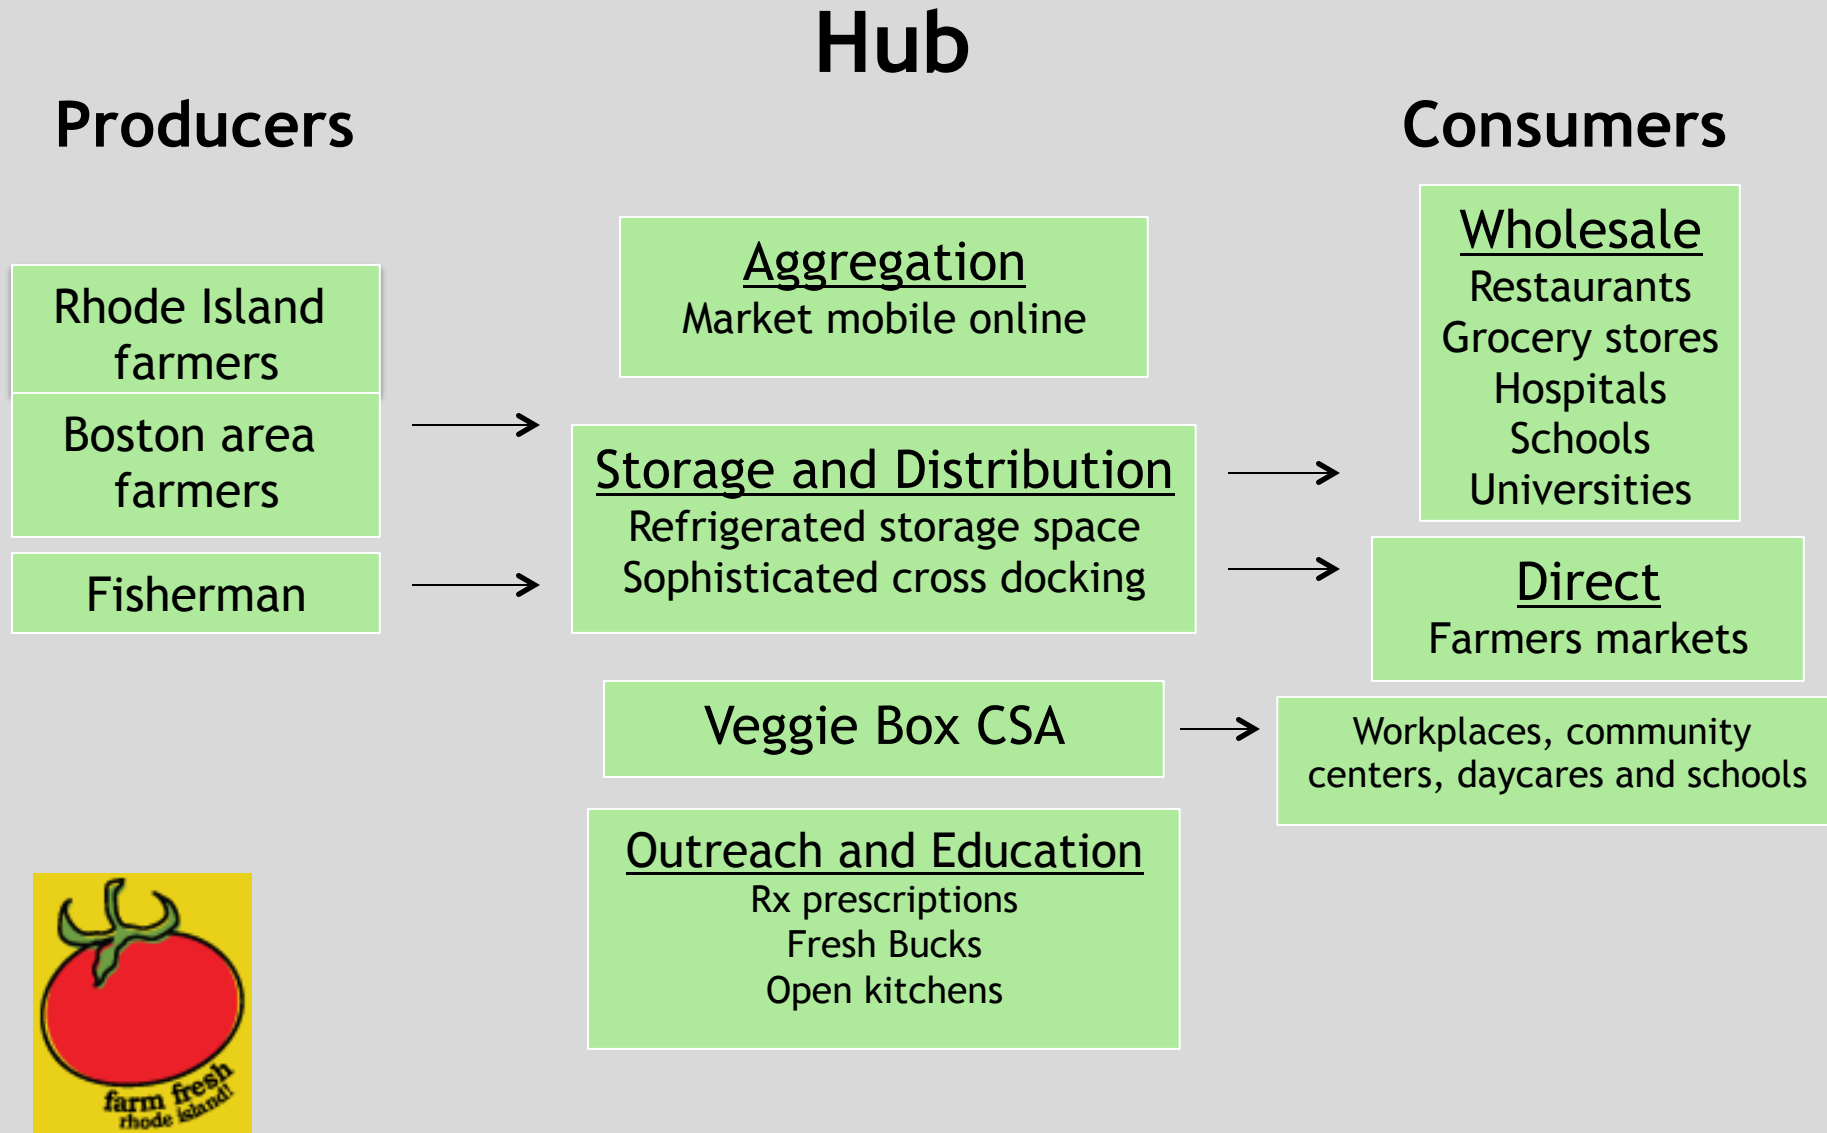 Hub
Producers
Consumers
Rhode Island
farmers
Boston area
farmers
Fisherman
Aggregation
Market mobile online
Storage and Distribution
Refrigerated storage space
Sophisticated cross docking
Veggie Box CSA
Outreach and Education
Rx prescriptions
Fresh Bucks
Open kitchens
Wholesale
Restaurants
Grocery stores
Hospitals
Schools
Universities
Direct
Farmers markets
Workplaces, community
centers, daycares and schools
farm fresh
rhode island!